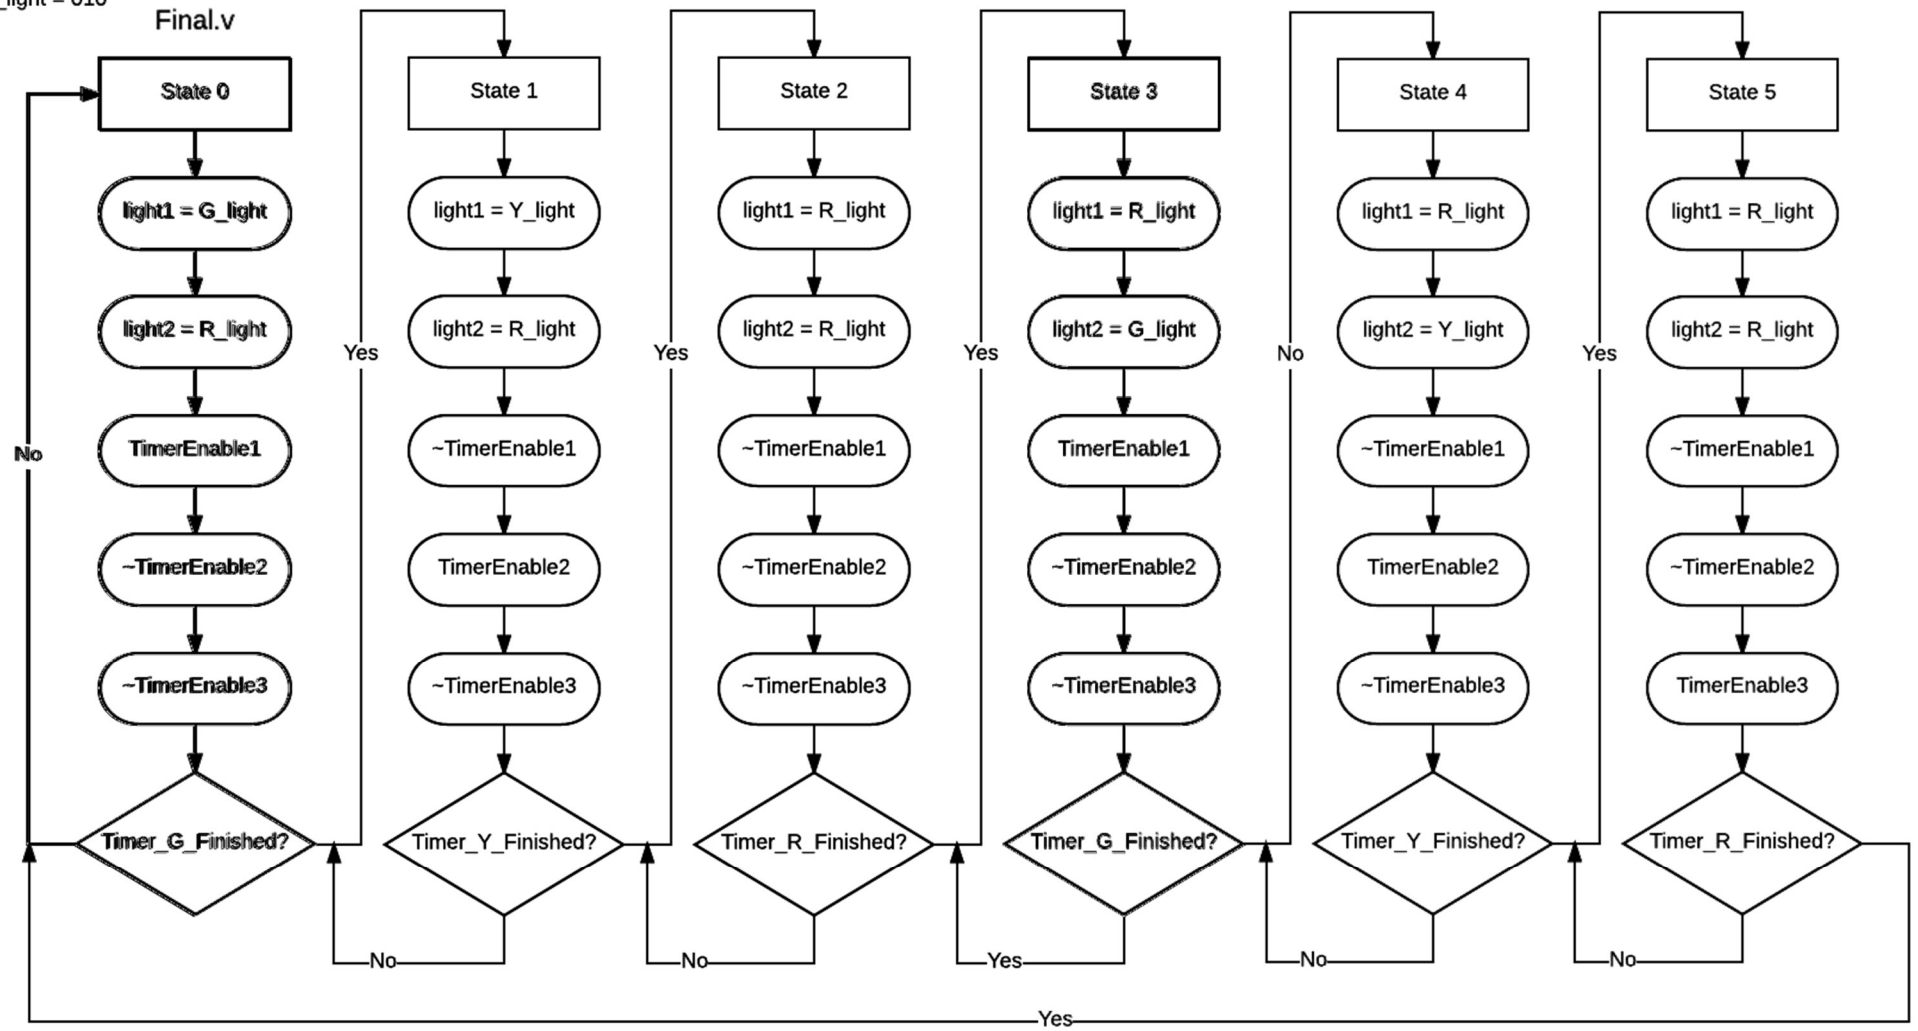 _light = 010
Final.v
State 0
light1 = G_light
light2 = R_light
TimerEnable1
~TimerEnable2
~TimerEnable3
Timer_G_Finished?
No
Yes
State 1
light1 = Y_light
light2 = R_light
~TimerEnable1
TimerEnable2
~TimerEnable3
Timer_Y_Finished?
No
Yes
State 2
light1 = R_light
light2 = R_light
~TimerEnable1
~TimerEnable2
~TimerEnable3
Timer_R_Finished?
No
Yes
State 3
light1 = R_light
light2 = G_light
TimerEnable1
~TimerEnable2
~TimerEnable3
Timer_G_Finished?
Yes
No
State 4
light1 = R_light
light2 = Y_light
~TimerEnable1
TimerEnable2
~TimerEnable3
Timer_Y_Finished?
No
Yes
State 5
light1 = R_light
light2 = R_light
~TimerEnable1
~TimerEnable2
TimerEnable3
Timer_R_Finished?
No
Yes